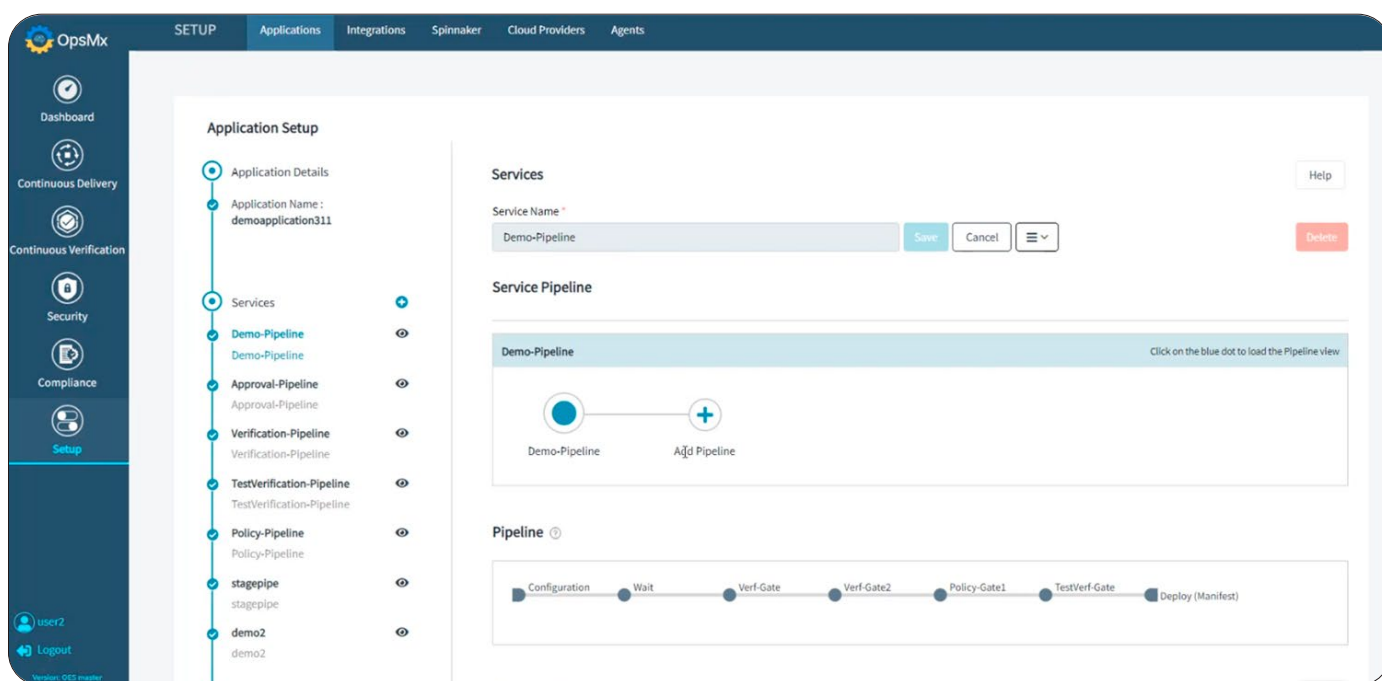 OpsMx
SETUP Applications Integrations Spinnaker Cloud Providers Agents
Dashboard
Continuous Delivery
Continuous Verification
Security
Compliance
Setup
user2
Logout
Version: OES master
Application Setup
Application Details
Application Name :
demoapplication311
Services
Demo-Pipeline
Demo-Pipeline
Approval-Pipeline
Approval-Pipeline
Verification-Pipeline
Verification-Pipeline
TestVerification-Pipeline
TestVerification-Pipeline
Policy-Pipeline
Policy-Pipeline
stagepipe
stagepipe
demo2
demo2
Services Help
Service Name *
Demo-Pipeline Save Cancel Delete
Service Pipeline
Demo-Pipeline Click on the blue dot to load the Pipeline view
Demo-Pipeline Add Pipeline
Pipeline ?
Configuration Wait Verf-Gate Verf-Gate2 Policy-Gate1 TestVerf-Gate Deploy (Manifest)